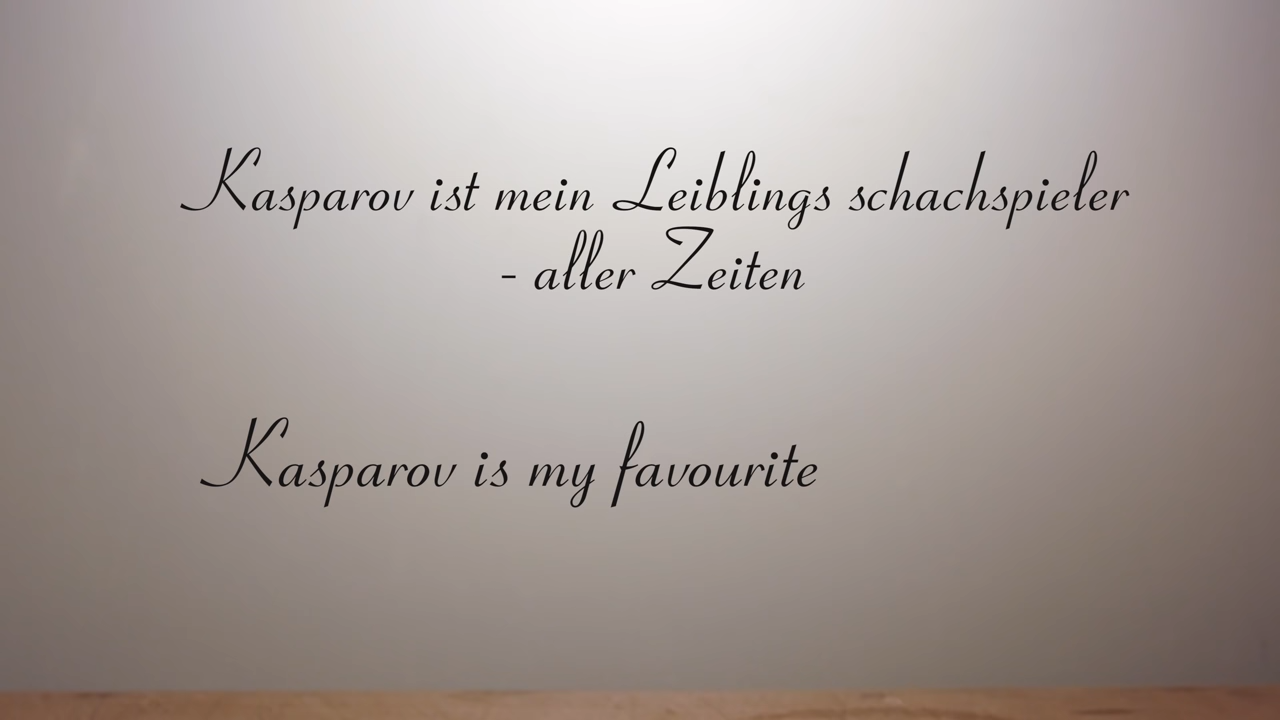 Kasparov ist mein Leiblings schachspieler
- aller Zeiten
Kasparov is my favourite